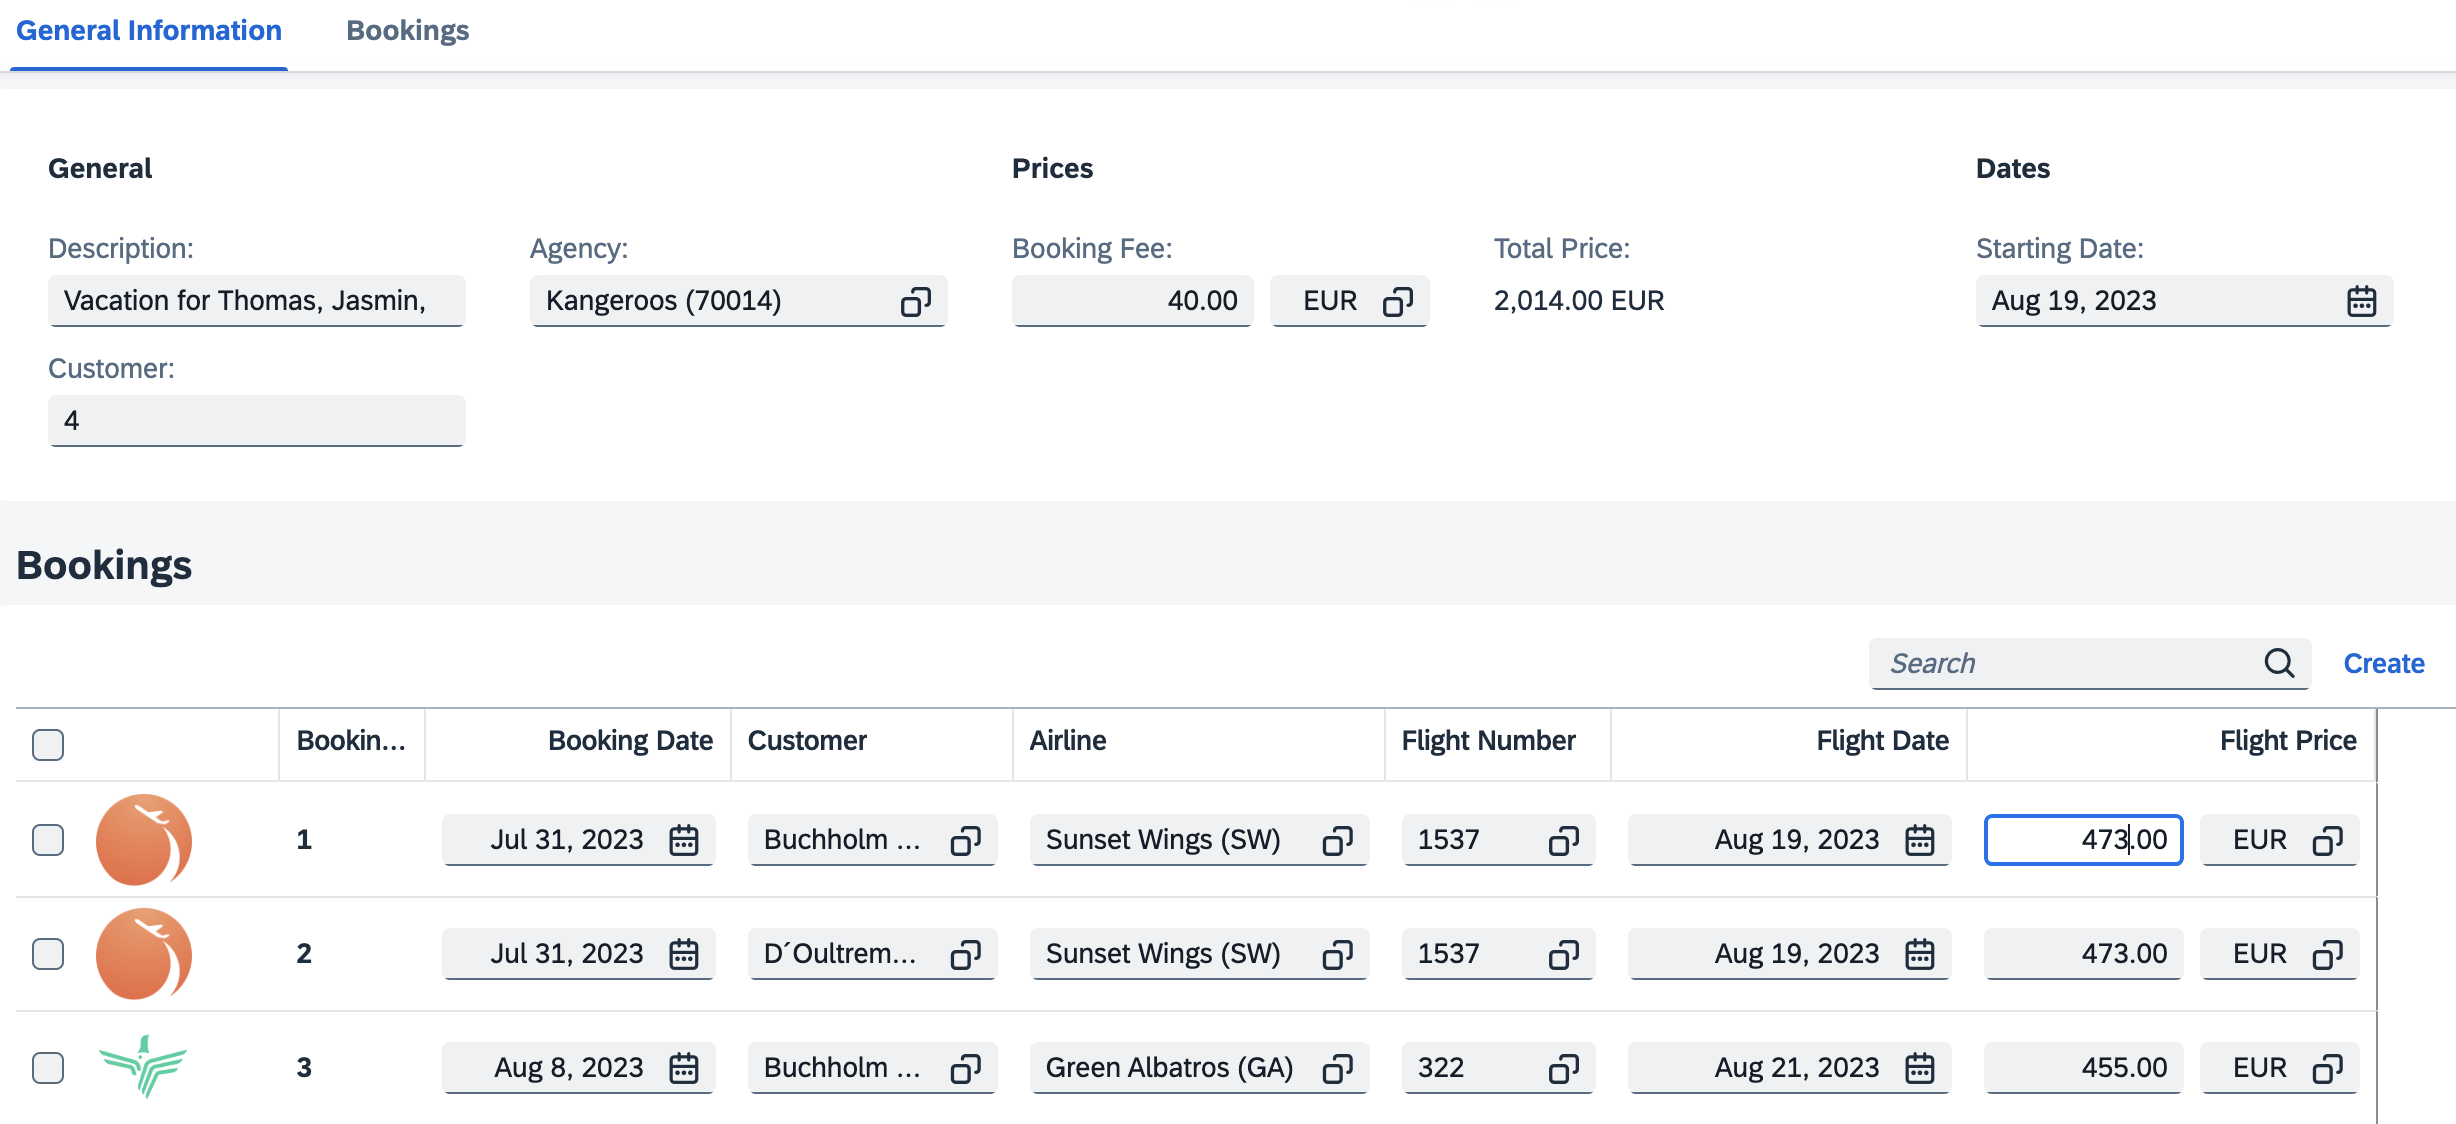 General Information Bookings
General Prices Dates
Description: Agency: Booking Fee: Total Price: Starting Date:
Vacation for Thomas, Jasmin, Kangeroos (70014) 40.00 EUR 2,014.00 EUR Aug 19, 2023
Customer:
4
Bookings
Search Create
Bookin... Booking Date Customer Airline Flight Number Flight Date Flight Price
1 Jul 31, 2023 Buchholm ... Sunset Wings (SW) 1537 Aug 19, 2023 473.00 EUR
2 Jul 31, 2023 D´Oultrem... Sunset Wings (SW) 1537 Aug 19, 2023 473.00 EUR
3 Aug 8, 2023 Buchholm ... Green Albatros (GA) 322 Aug 21, 2023 455.00 EUR